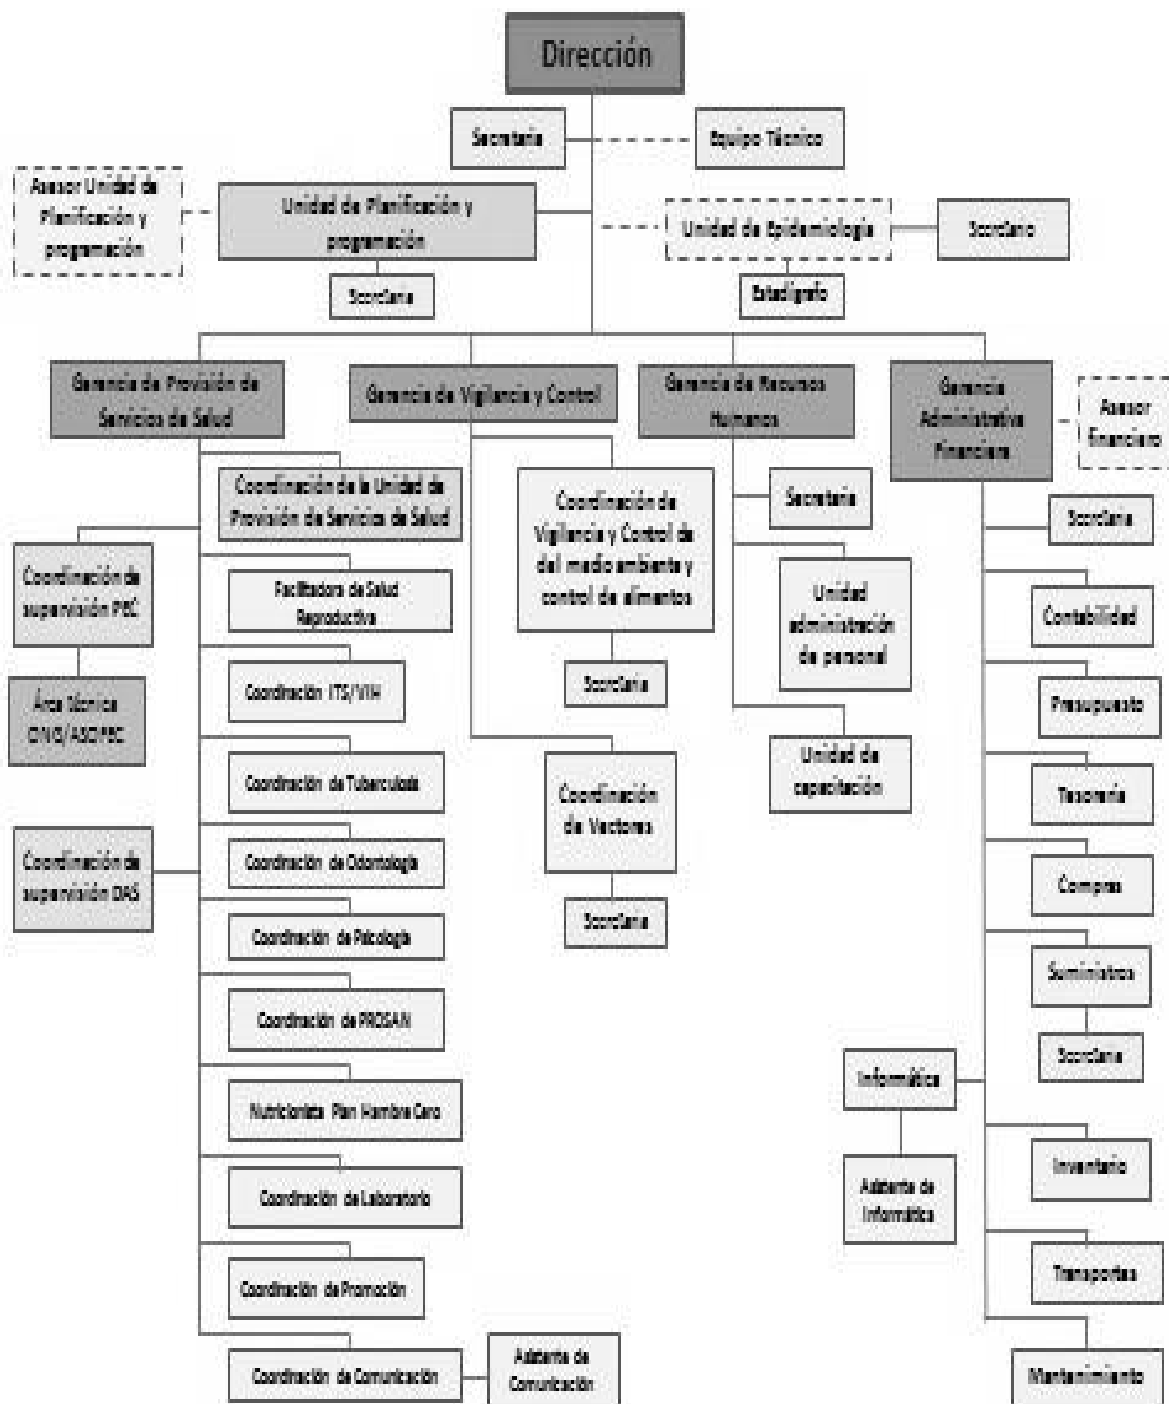 Dirección
Secretaria
Equipo Técnico
Asesor Unidad de
Planificación y
programación
Unidad de Planificación y
programación
Unidad de Epidemiología
Secretario
Secretaria
Estadígrafo
Gerencia de Provisión de
Servicios de Salud
Gerencia de Vigilancia y Control
Gerencia de Recursos
Humanos
Gerencia
Administrativa
Financiera
Asesor
financiero
Coordinación de la Unidad de
Provisión de Servicios de Salud
Coordinación de
supervisión PEC
Facilitadora de Salud
Reproductiva
Coordinación ITS/VIH
Área técnica
ONG/ASDPEC
Coordinación de Tuberculosis
Coordinación de
supervisión DAS
Coordinación de Odontología
Coordinación de Psicología
Coordinación de PROSAN
Nutricionista Plan Hambre Cero
Coordinación de Laboratorio
Coordinación de Promoción
Coordinación de Comunicación
Asistente de
Comunicación
Coordinación de
Vigilancia y Control de
del medio ambiente y
control de alimentos
Secretaria
Coordinación
de Vectores
Secretaria
Secretaria
Unidad
administración
de personal
Unidad de
capacitación
Secretaria
Contabilidad
Presupuesto
Tesorería
Compras
Suministros
Secretaria
Informática
Asistente de
Informática
Inventario
Transportes
Mantenimiento